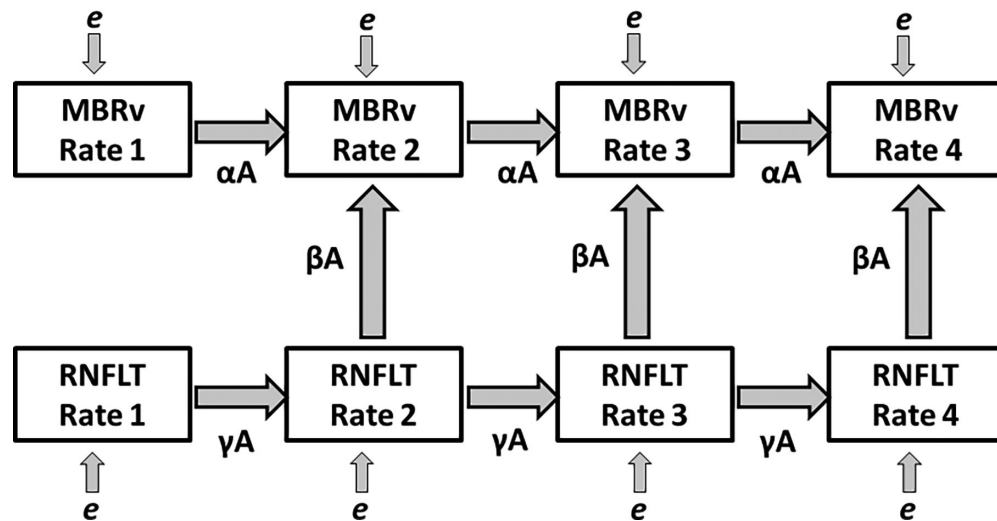 e e e e
MBRv Rate 1
MBRv Rate 2
MBRv Rate 3
MBRv Rate 4
αA αA αA
βA βA βA
RNFLT Rate 1
RNFLT Rate 2
RNFLT Rate 3
RNFLT Rate 4
γA γA γA
e e e e